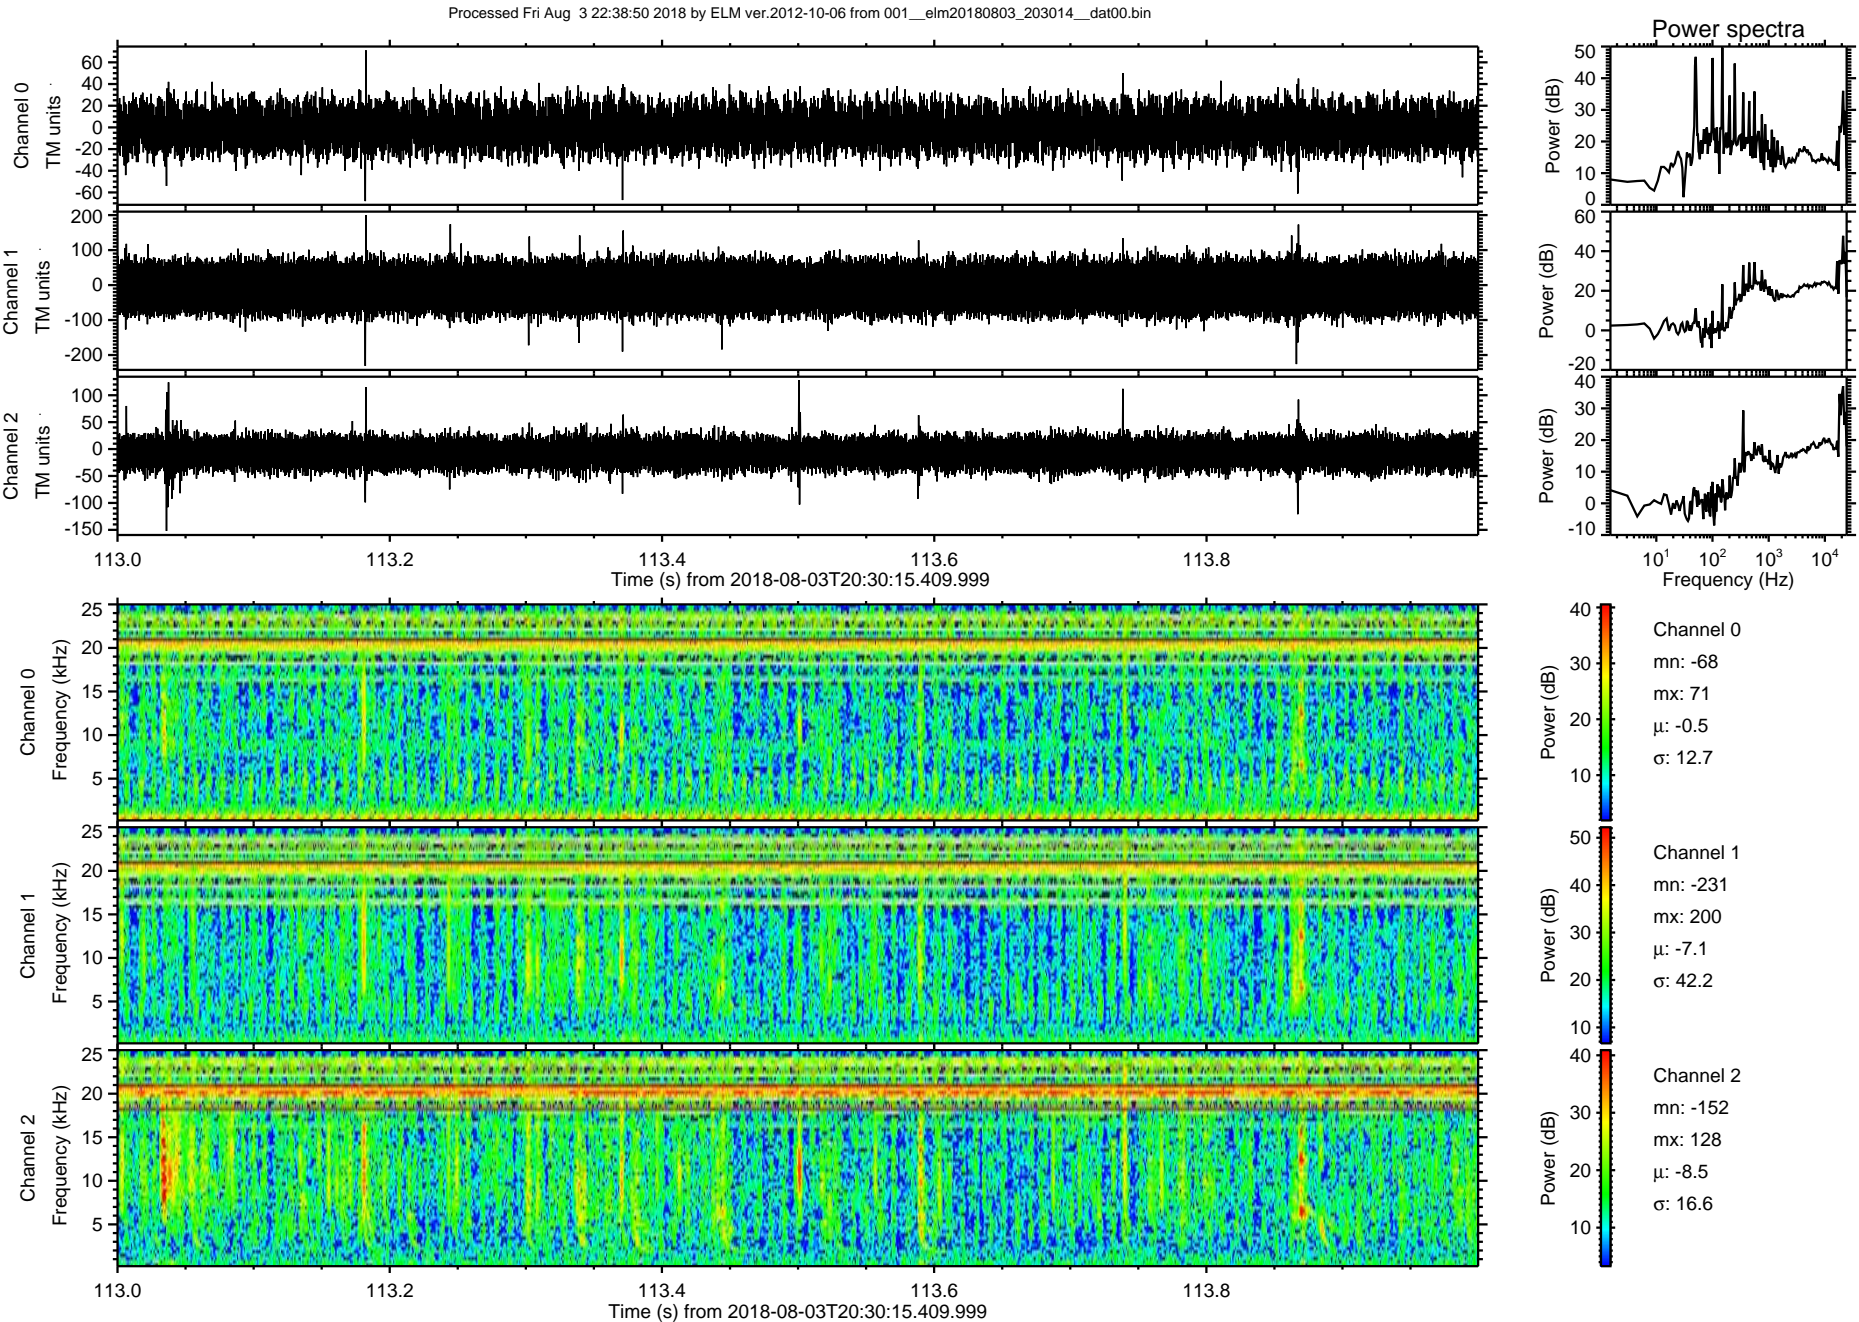 Processed Fri Aug  3 22:38:50 2018 by ELM ver.2012-10-06 from 001__elm20180803_203014__dat00.bin
Power spectra
Channel 0
TM units
60
40
20
0
-20
-40
-60
Power (dB)
50
40
30
20
10
0
Channel 1
TM units
200
100
0
-100
-200
Power (dB)
60
40
20
0
-20
Channel 2
TM units
100
50
0
-50
-100
-150
Power (dB)
40
30
20
10
0
-10
113.0 113.2 113.4 113.6 113.8
Time (s) from 2018-08-03T20:30:15.409.999
10^1 10^2 10^3 10^4
Frequency (Hz)
Channel 0
Frequency (kHz)
25
20
15
10
5
Power (dB)
40
30
20
10
Channel 0
mn: -68
mx: 71
μ: -0.5
σ: 12.7
Channel 1
Frequency (kHz)
25
20
15
10
5
Power (dB)
50
40
30
20
10
Channel 1
mn: -231
mx: 200
μ: -7.1
σ: 42.2
Channel 2
Frequency (kHz)
25
20
15
10
5
Power (dB)
40
30
20
10
Channel 2
mn: -152
mx: 128
μ: -8.5
σ: 16.6
113.0 113.2 113.4 113.6 113.8
Time (s) from 2018-08-03T20:30:15.409.999